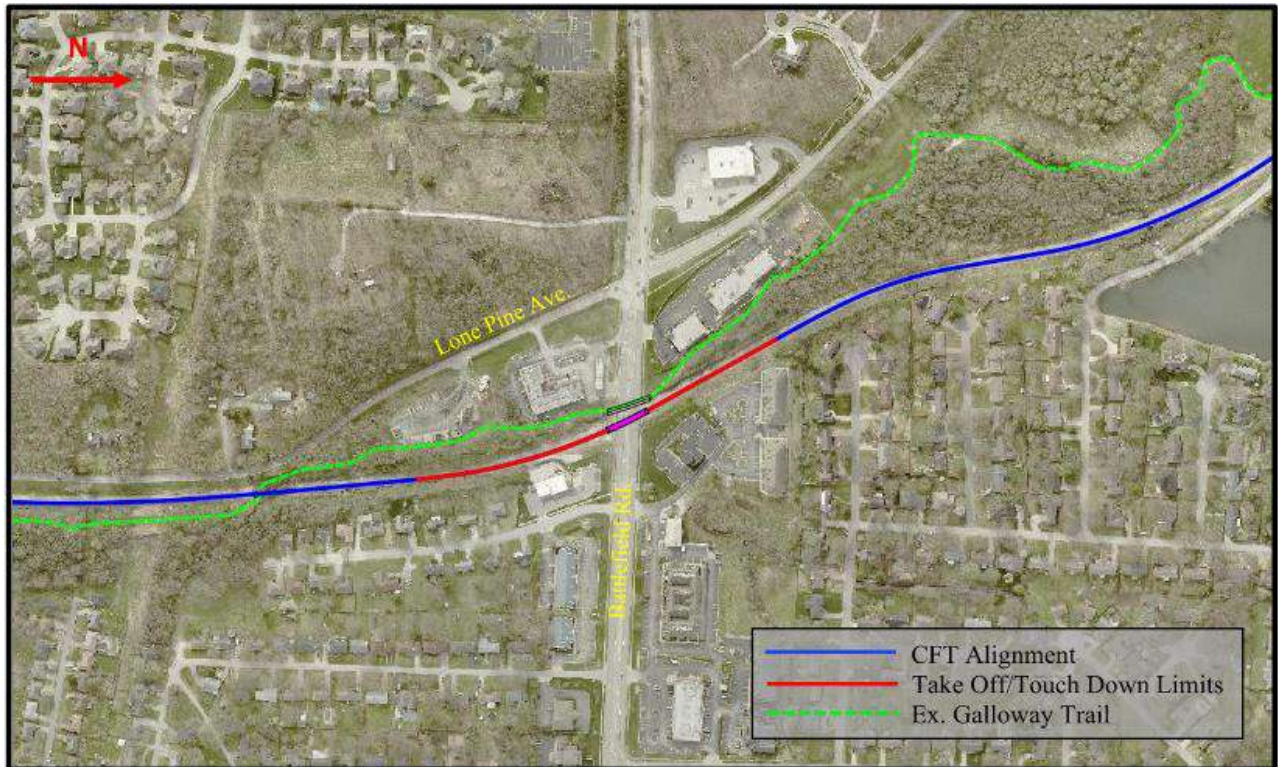 N
Lone Pine Ave.
Battlefield Rd.
CFT Alignment
Take Off/Touch Down Limits
Ex. Galloway Trail